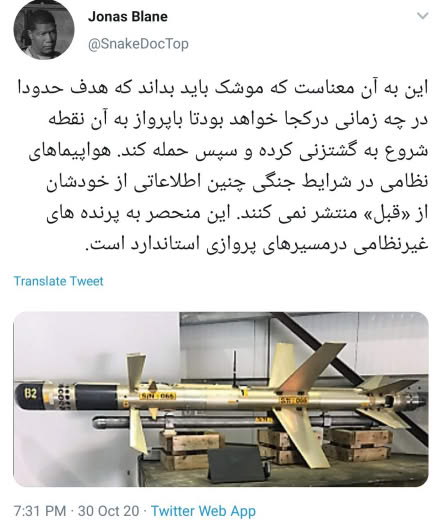 Jonas Blane
@SnakeDocTop
این به آن معناست که موشک باید بداند که هدف حدودا
در چه زمانی درکجا خواهد بودتا باپرواز به آن نقطه
شروع به گشتزنی کرده و سپس حمله کند. هواپیماهای
نظامی در شرایط جنگی چنین اطلاعاتی از خودشان
از «قبل» منتشر نمی کنند. این منحصر به پرنده های
غیرنظامی درمسیرهای پروازی استاندارد است.
Translate Tweet
B2
S/N : 066
7:31 PM · 30 Oct 20 · Twitter Web App